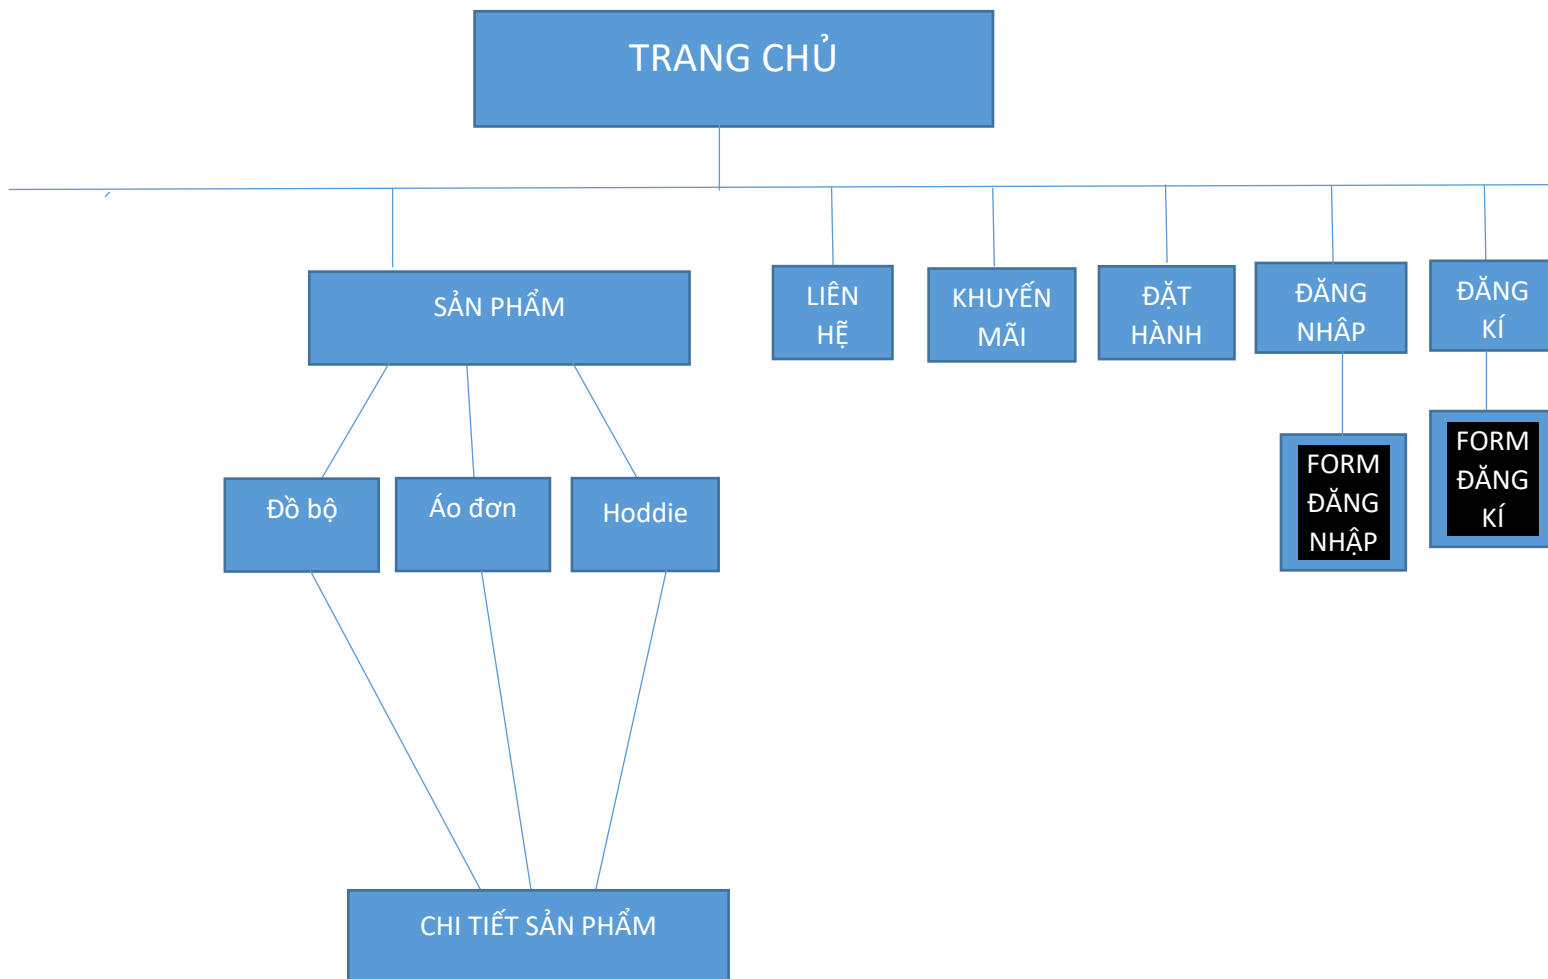 TRANG CHỦ
SẢN PHẨM
LIÊN
HẸ̃
KHUYẾN
MÃI
ĐẶT
HÀNH
ĐĂNG
NHÂP
ĐĂNG
KÍ
Đồ bộ
Áo đơn
Hoddie
FORM
ĐĂNG
NHẬP
FORM
ĐĂNG
KÍ
CHI TIẾT SẢN PHẨM